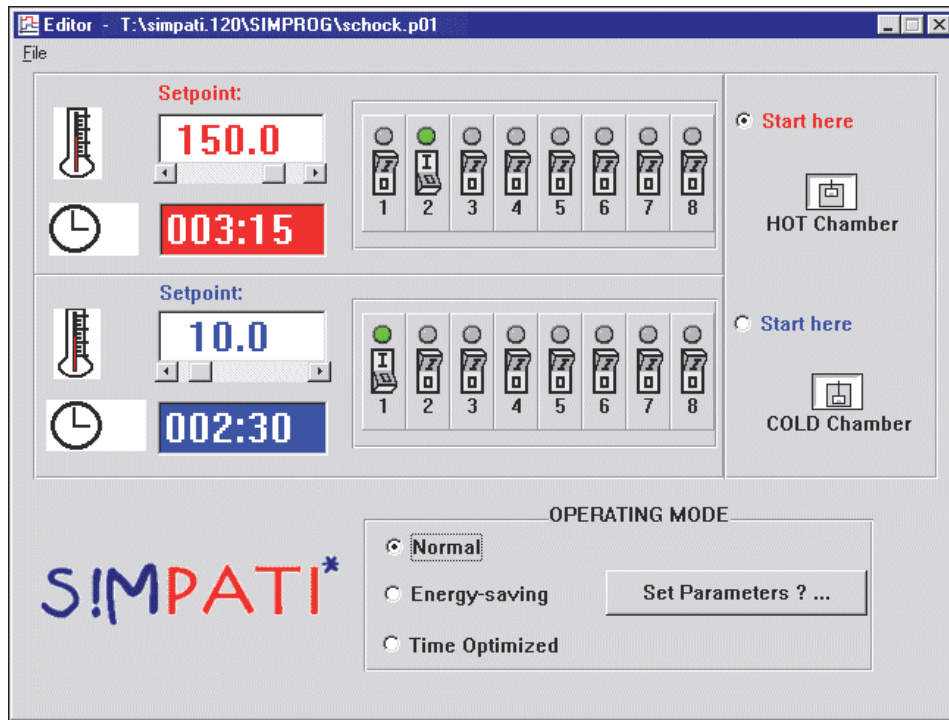 Editor - T:\simpati.120\SIMPROG\schock.p01
File
Setpoint:
150.0
003:15
1 2 3 4 5 6 7 8
Start here
HOT Chamber
Setpoint:
10.0
002:30
1 2 3 4 5 6 7 8
Start here
COLD Chamber
S!MPATI*
OPERATING MODE
Normal
Energy-saving
Set Parameters ? ...
Time Optimized